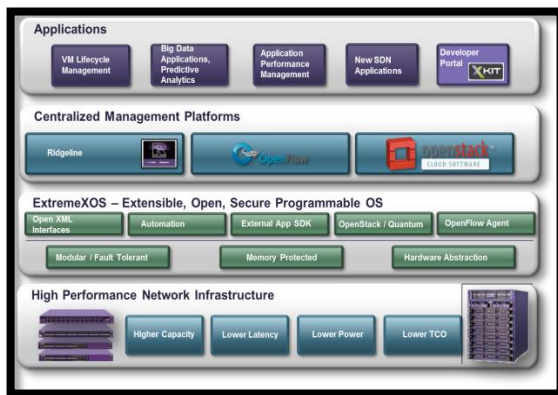 Applications
VM Lifecycle
Management
Big Data
Applications,
Predictive
Analytics
Application
Performance
Management
New SDN
Applications
Developer
Portal
XKIT
Centralized Management Platforms
Ridgeline
OpenFlow
openstack
CLOUD SOFTWARE
ExtremeXOS – Extensible, Open, Secure Programmable OS
Open XML
Interfaces
Automation
External App SDK
OpenStack / Quantum
OpenFlow Agent
Modular / Fault Tolerant
Memory Protected
Hardware Abstraction
High Performance Network Infrastructure
Higher Capacity
Lower Latency
Lower Power
Lower TCO